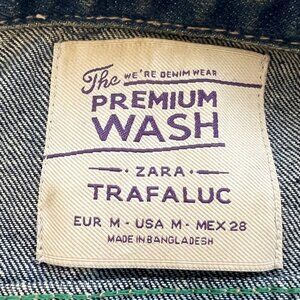 The WE'RE DENIM WEAR
PREMIUM
WASH
ZARA
TRAFALUC
EUR M - USA M - MEX 28
MADE IN BANGLADESH